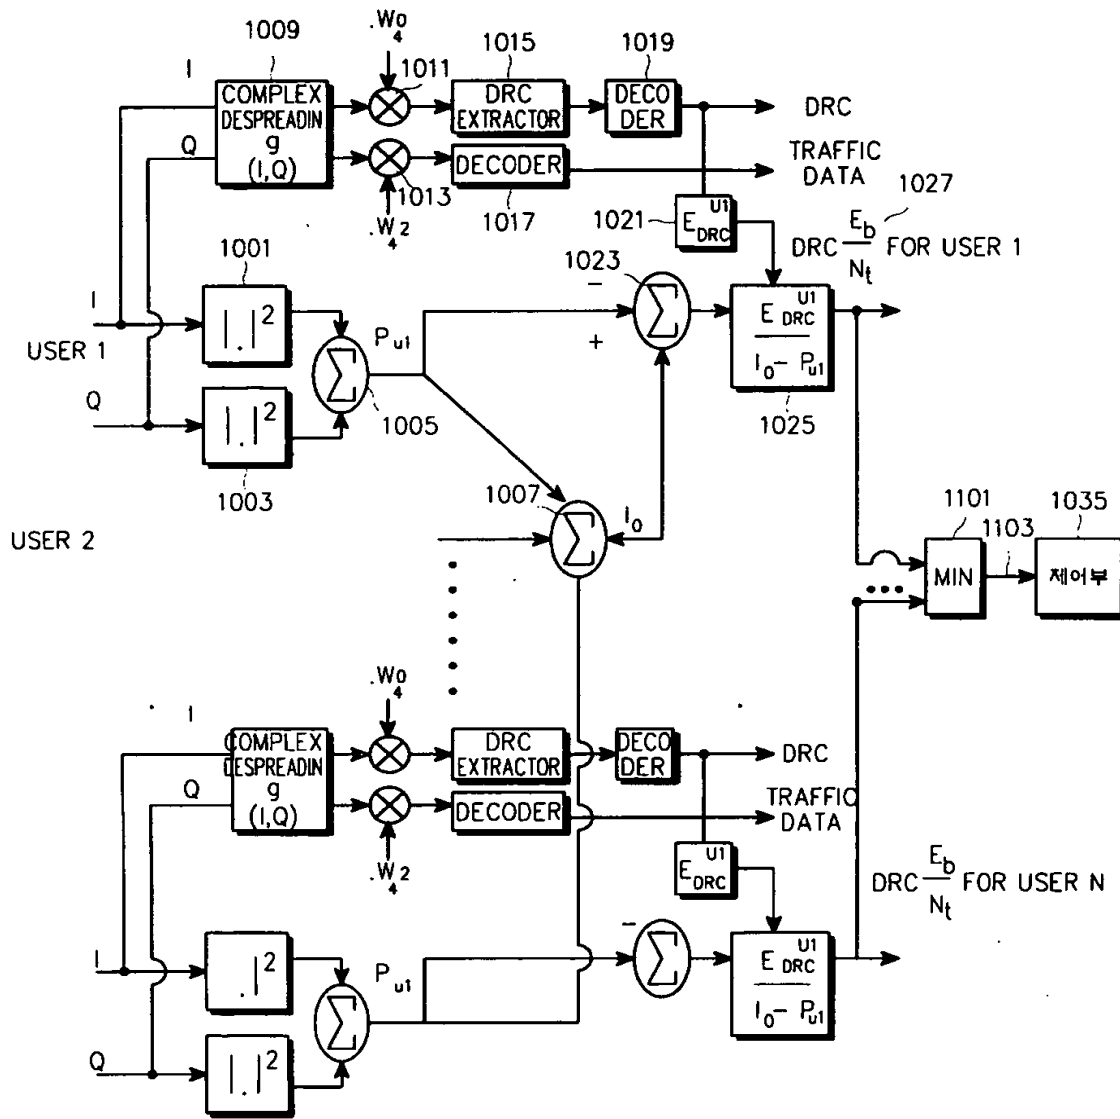 .W 0 4
1009
1011
1015
1019
I
COMPLEX
DESPREADIN
g
(I,Q)
DRC
EXTRACTOR
DECO
DER
DRC
Q
DECODER
TRAFFIC
DATA
1013
.W 2 4
1017
1021
E DRC U1
1027
DRC Eb/Nt FOR USER 1
1001
1023
-
+
I
|.|2
USER 1
Pu1
Σ
Σ
E DRC U1
I0- Pu1
Q
|.|2
1005
1025
1003
1007
I0
USER 2
Σ
1101
1103
1035
MIN
제어부
.W 0 4
I
COMPLEX
DESPREADIN
g
(I,Q)
DRC
EXTRACTOR
DECO
DER
DRC
Q
DECODER
TRAFFIC
DATA
.W 2 4
E DRC U1
DRC Eb/Nt FOR USER N
-
I
.|2
Pu1
Σ
Σ
E DRC U1
I0- Pu1
Q
|.|2